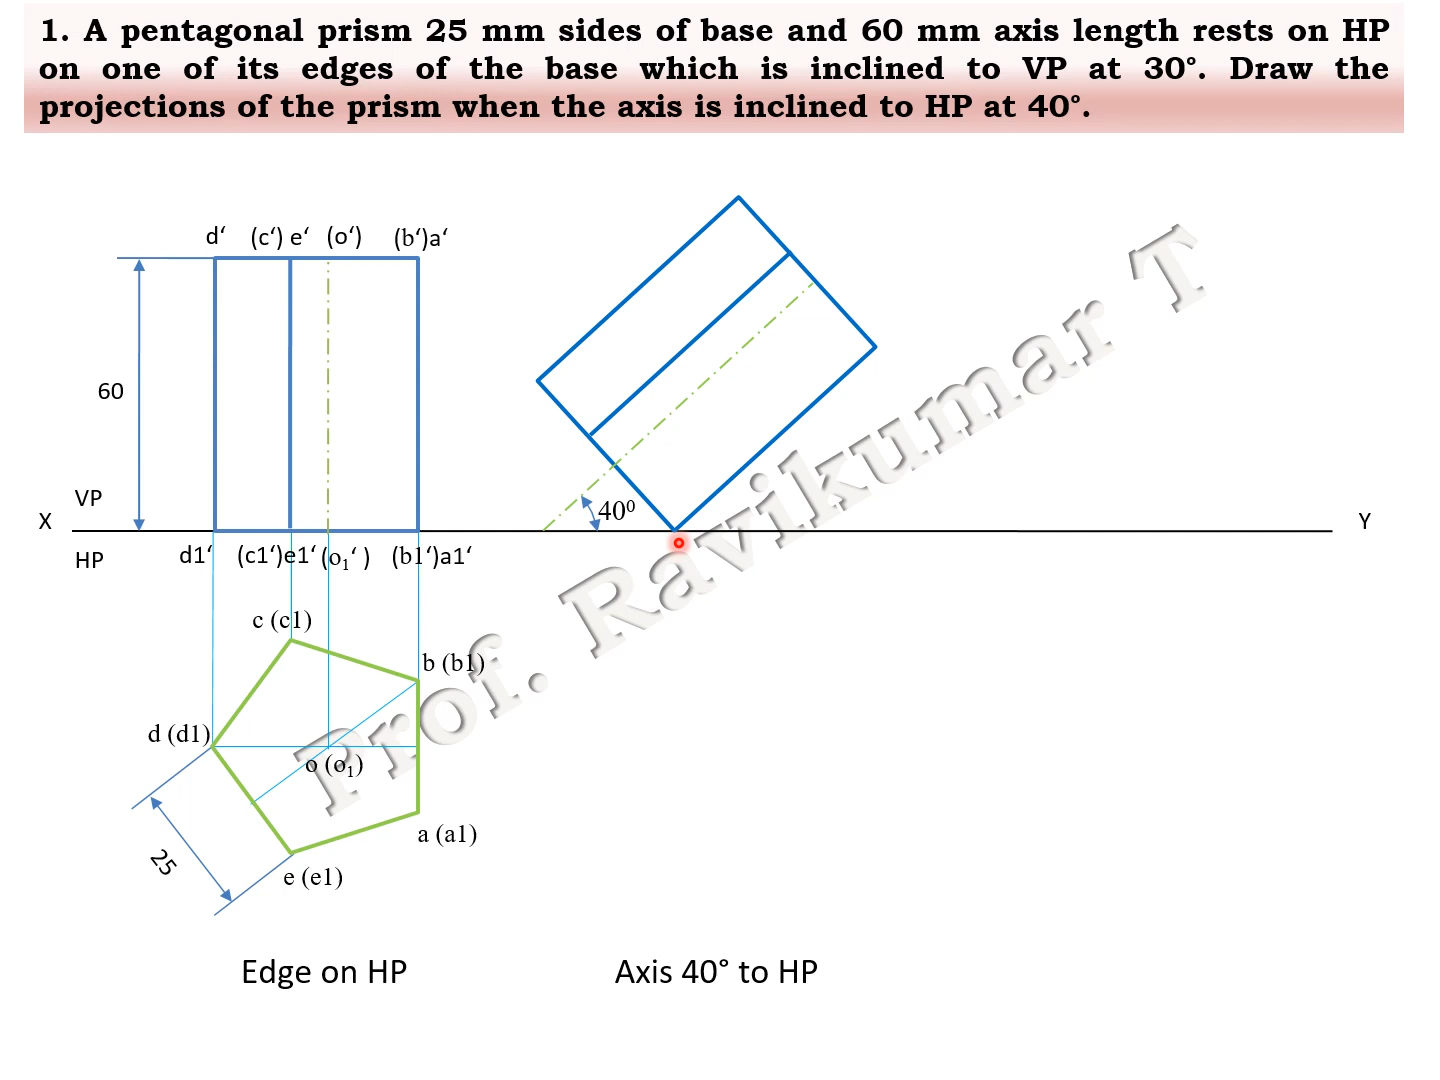 1. A pentagonal prism 25 mm sides of base and 60 mm axis length rests on HP
on one of its edges of the base which is inclined to VP at 30°. Draw the
projections of the prism when the axis is inclined to HP at 40°.
d‘ (c‘) e‘ (o‘) (b‘)a‘
60
VP
X
Y
HP
40⁰
d1‘ (c1‘)e1‘ (o₁‘ ) (b1‘)a1‘
c (c1)
b (b1)
d (d1)
o (o₁)
a (a1)
25
e (e1)
Prof. Ravikumar T
Edge on HP
Axis 40° to HP